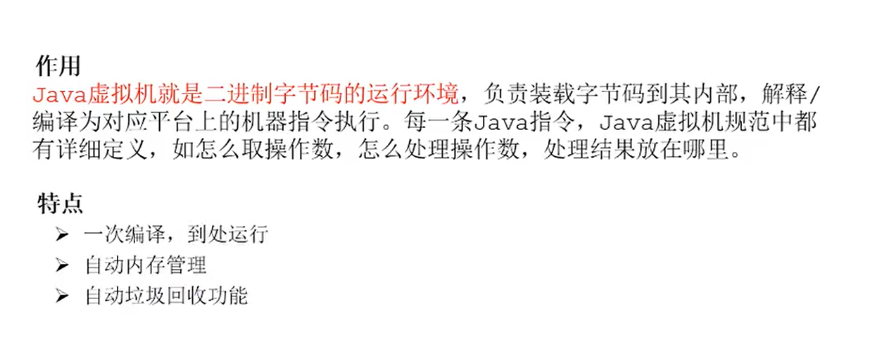 作用
Java虚拟机就是二进制字节码的运行环境，负责装载字节码到其内部，解释/
编译为对应平台上的机器指令执行。每一条Java指令，Java虚拟机规范中都
有详细定义，如怎么取操作数，怎么处理操作数，处理结果放在哪里。
特点
➢ 一次编译，到处运行
➢ 自动内存管理
➢ 自动垃圾回收功能